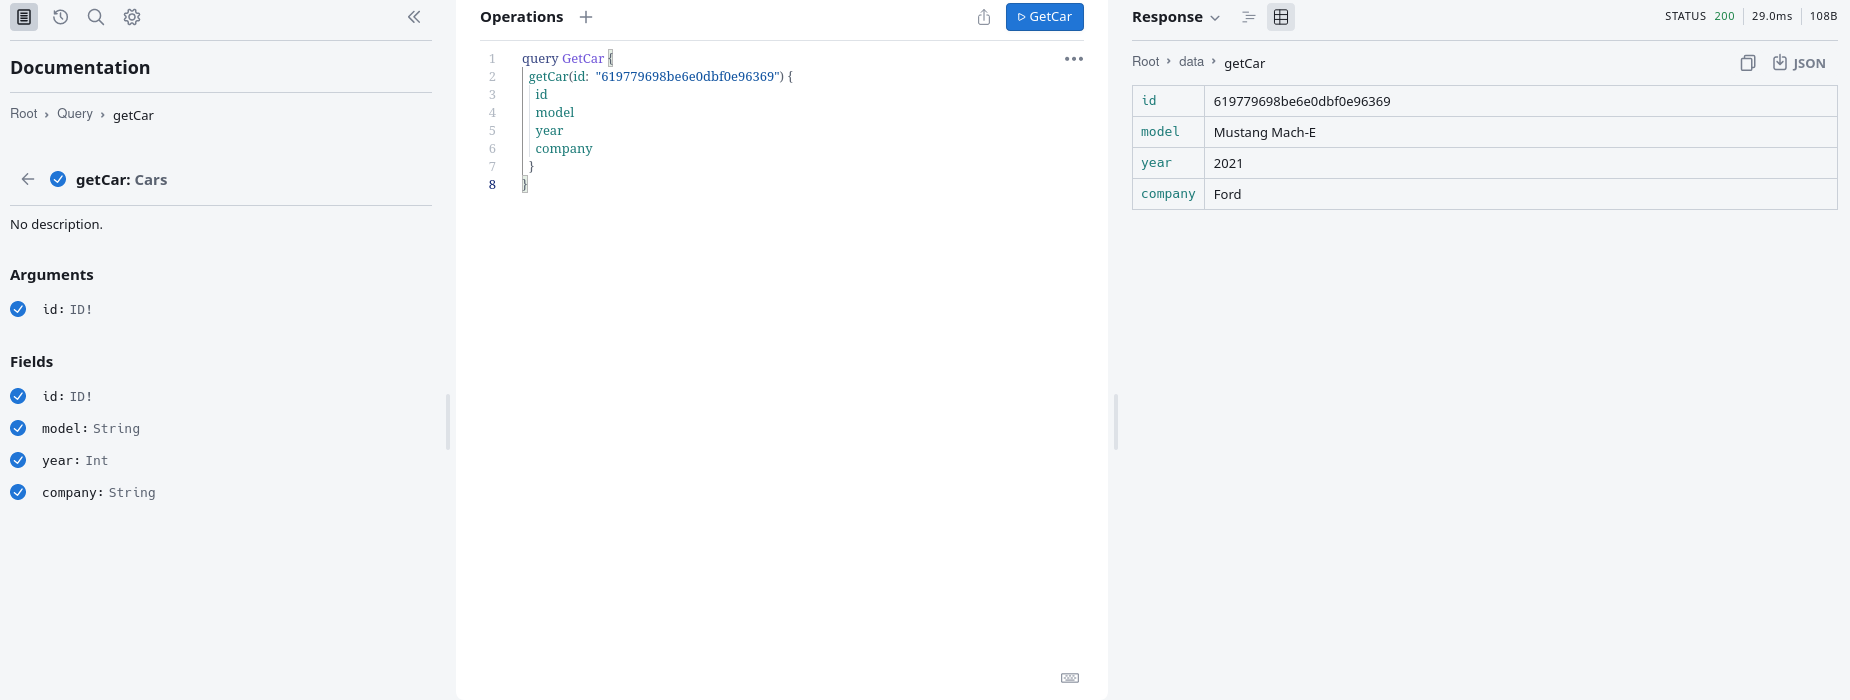 Documentation
Root › Query › getCar
getCar: Cars
No description.
Arguments
id: ID!
Fields
id: ID!
model: String
year: Int
company: String
Operations
GetCar
1 query GetCar {
2 getCar(id: "619779698be6e0dbf0e96369") {
3 id
4 model
5 year
6 company
7 }
8 }
Response
STATUS 200 29.0ms 108B
Root › data › getCar
JSON
id 619779698be6e0dbf0e96369
model Mustang Mach-E
year 2021
company Ford